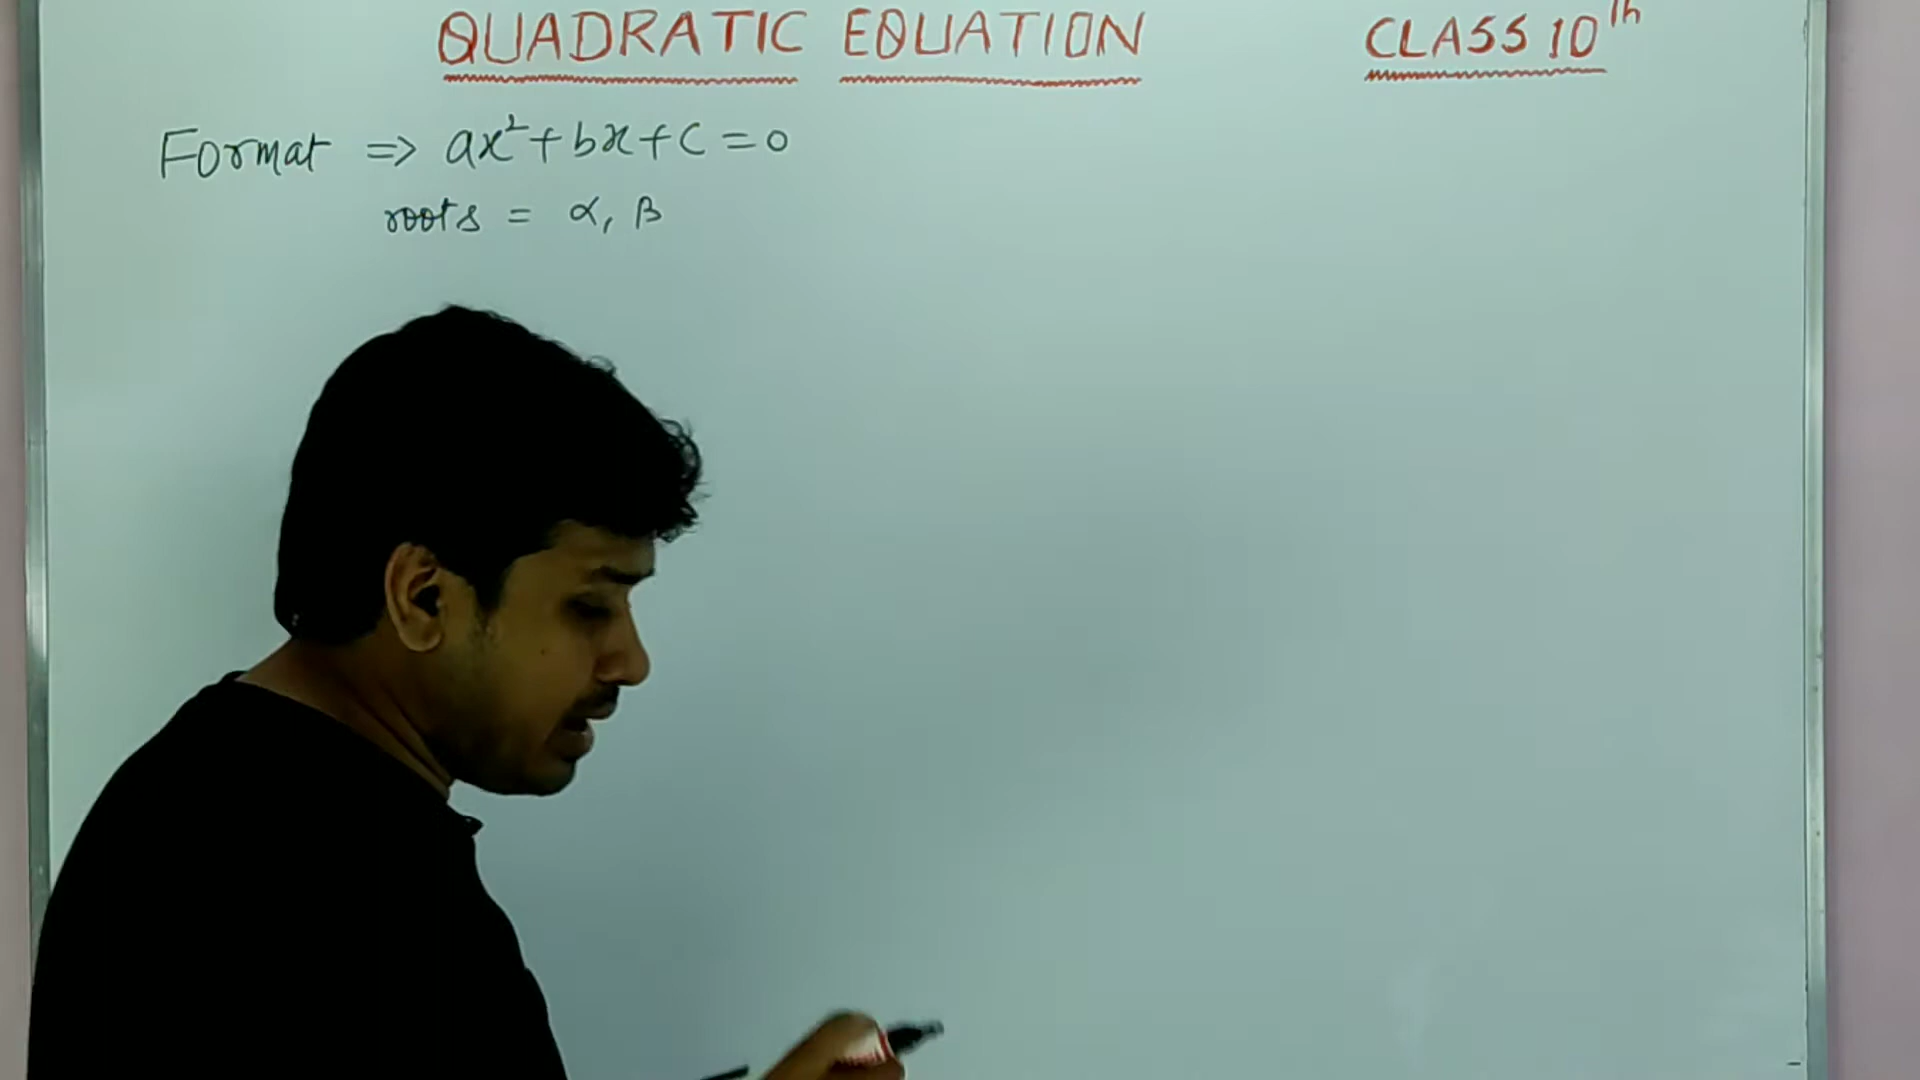 QUADRATIC EQUATION CLASS 10th
Format ⇒ ax²+bx+c=0
roots = α, β